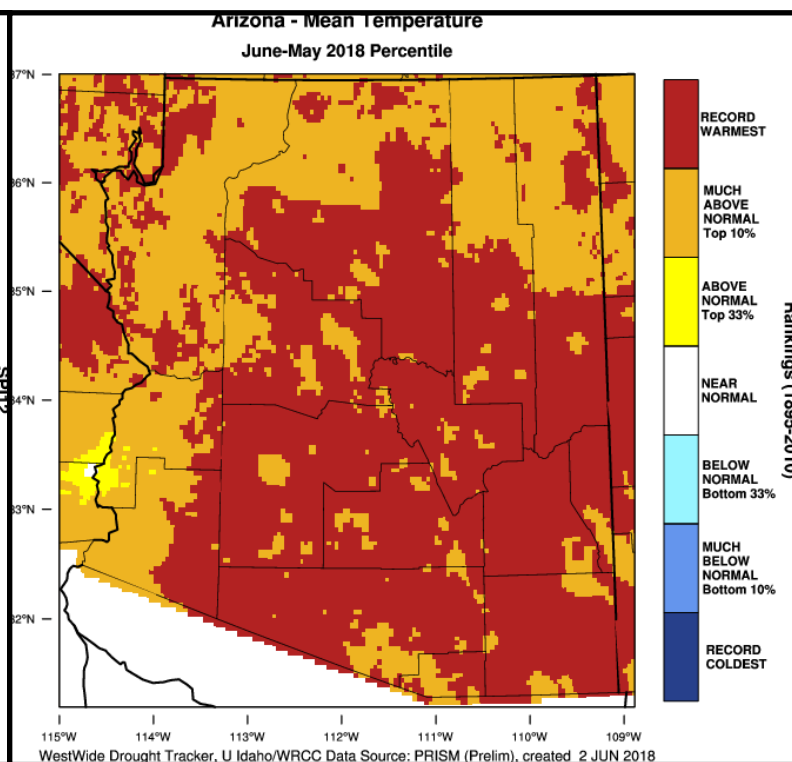 Arizona - Mean Temperature
June-May 2018 Percentile
37°N
36°N
35°N
34°N
33°N
32°N
115°W
114°W
113°W
112°W
111°W
110°W
109°W
RECORD
WARMEST
MUCH
ABOVE
NORMAL
Top 10%
ABOVE
NORMAL
Top 33%
NEAR
NORMAL
BELOW
NORMAL
Bottom 33%
MUCH
BELOW
NORMAL
Bottom 10%
RECORD
COLDEST
Rankings (1895-2010)
WestWide Drought Tracker, U Idaho/WRCC Data Source: PRISM (Prelim), created 2 JUN 2018